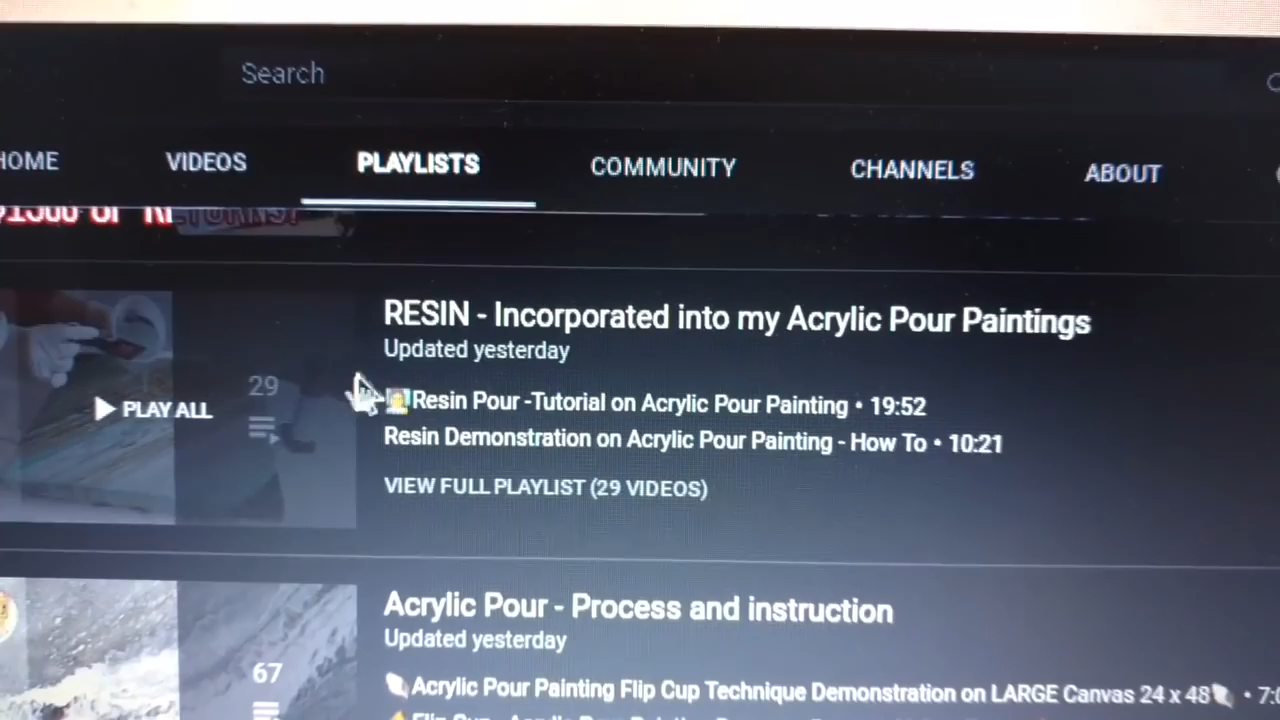 Search
HOME VIDEOS PLAYLISTS COMMUNITY CHANNELS ABOUT
RESIN - Incorporated into my Acrylic Pour Paintings
Updated yesterday
29
PLAY ALL
Resin Pour -Tutorial on Acrylic Pour Painting • 19:52
Resin Demonstration on Acrylic Pour Painting - How To • 10:21
VIEW FULL PLAYLIST (29 VIDEOS)
Acrylic Pour - Process and instruction
Updated yesterday
67
Acrylic Pour Painting Flip Cup Technique Demonstration on LARGE Canvas 24 x 48 •